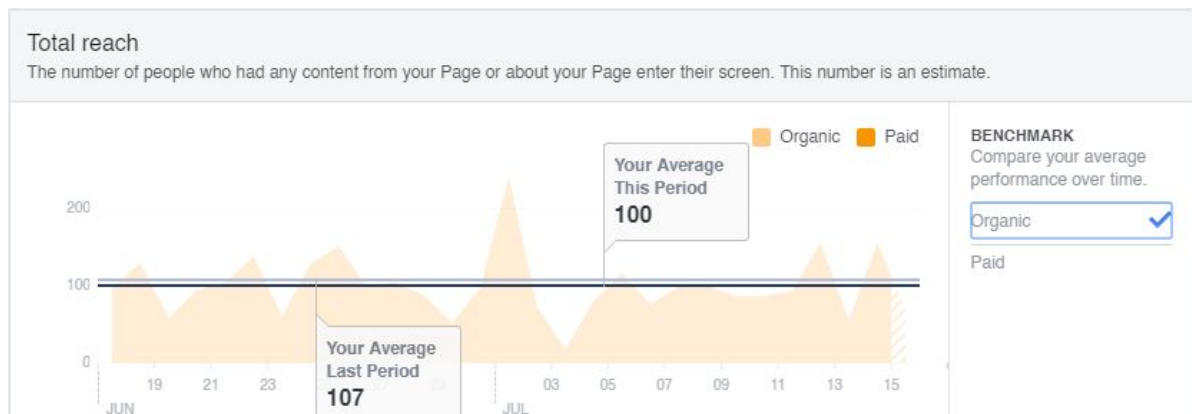 Total reach
The number of people who had any content from your Page or about your Page enter their screen. This number is an estimate.
Organic Paid
BENCHMARK
Compare your average
performance over time.
Organic
Paid
Your Average
This Period
100
200
100
0
Your Average
Last Period
107
19 21 23 03 05 07 09 11 13 15
JUN JUL